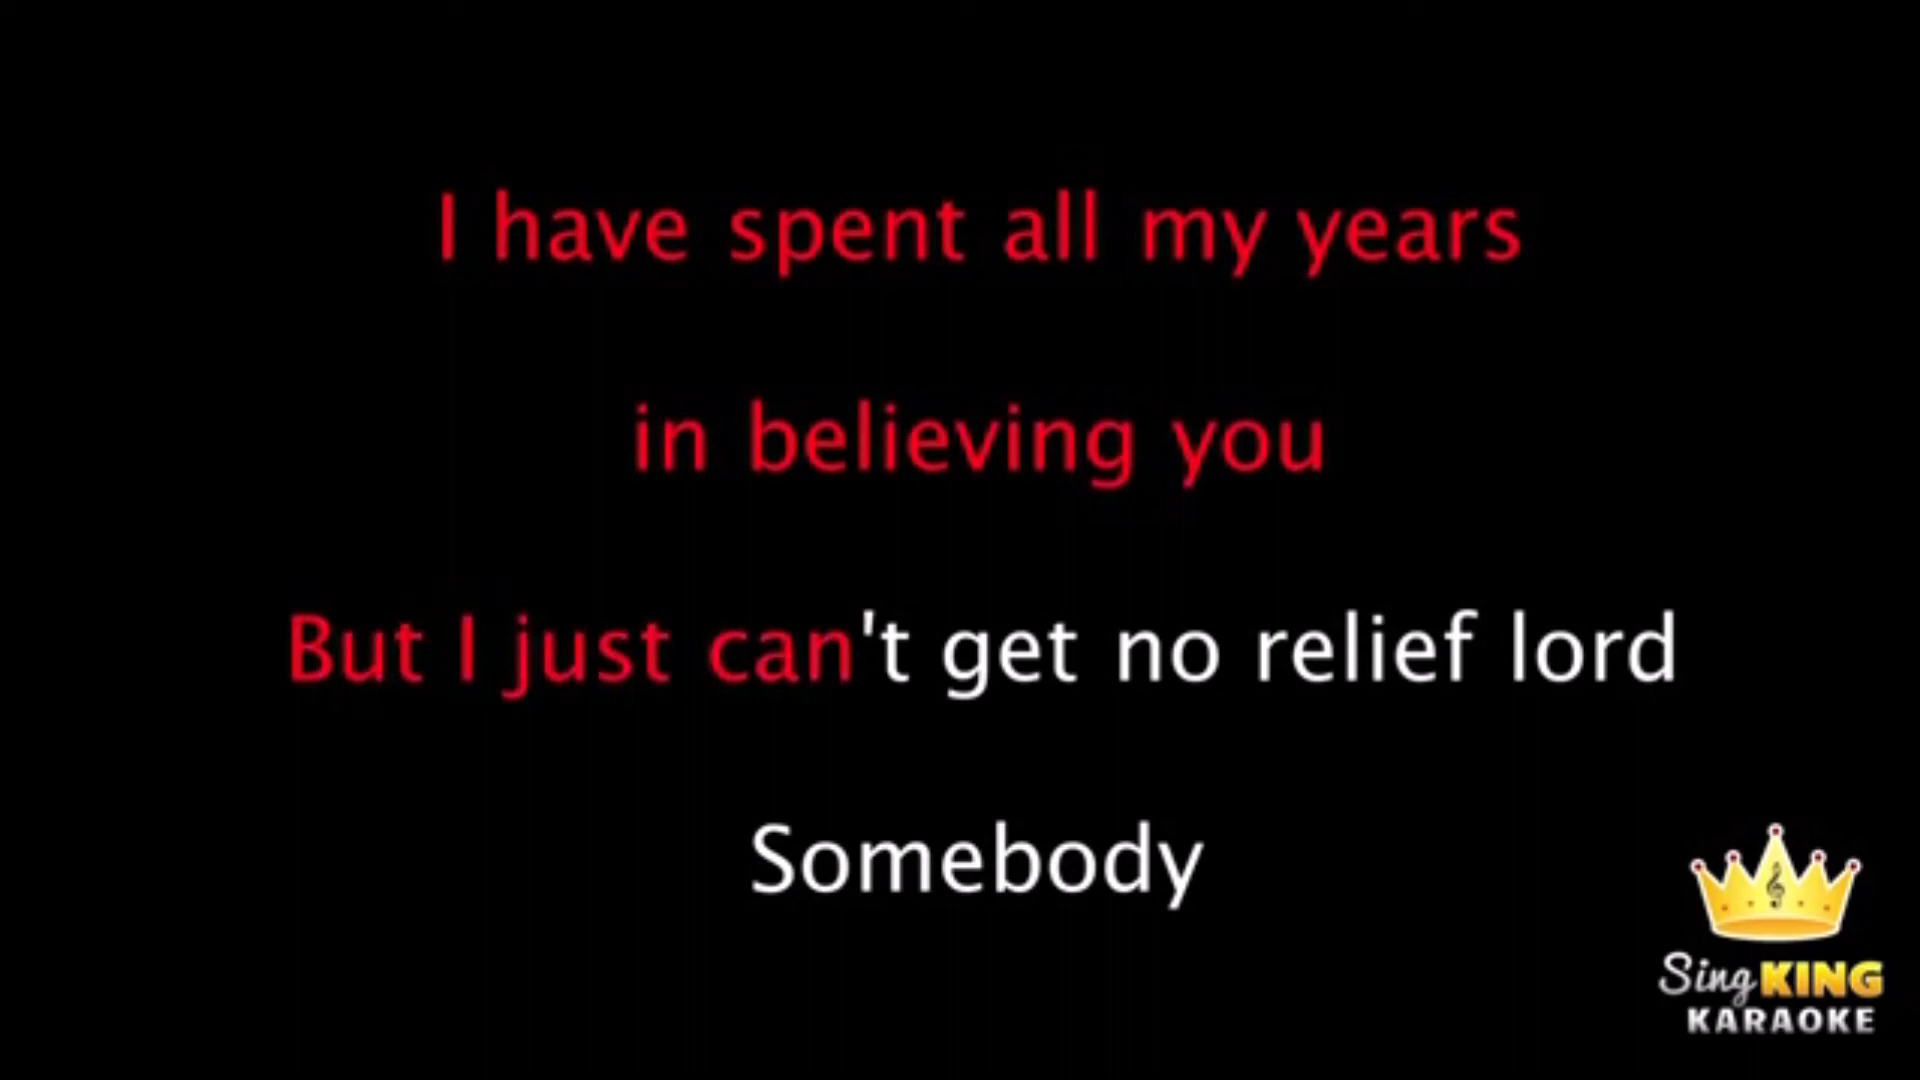 I have spent all my years
in believing you
But I just can't get no relief lord
Somebody
Sing KING
KARAOKE